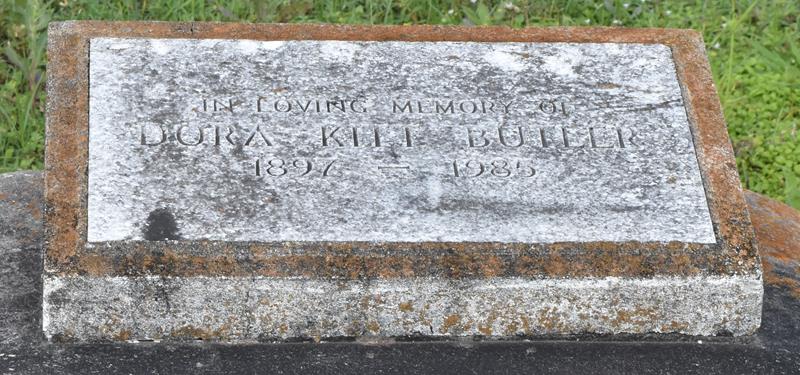 IN LOVING MEMORY OF
DORA KITT BUTLER
1897 — 1985